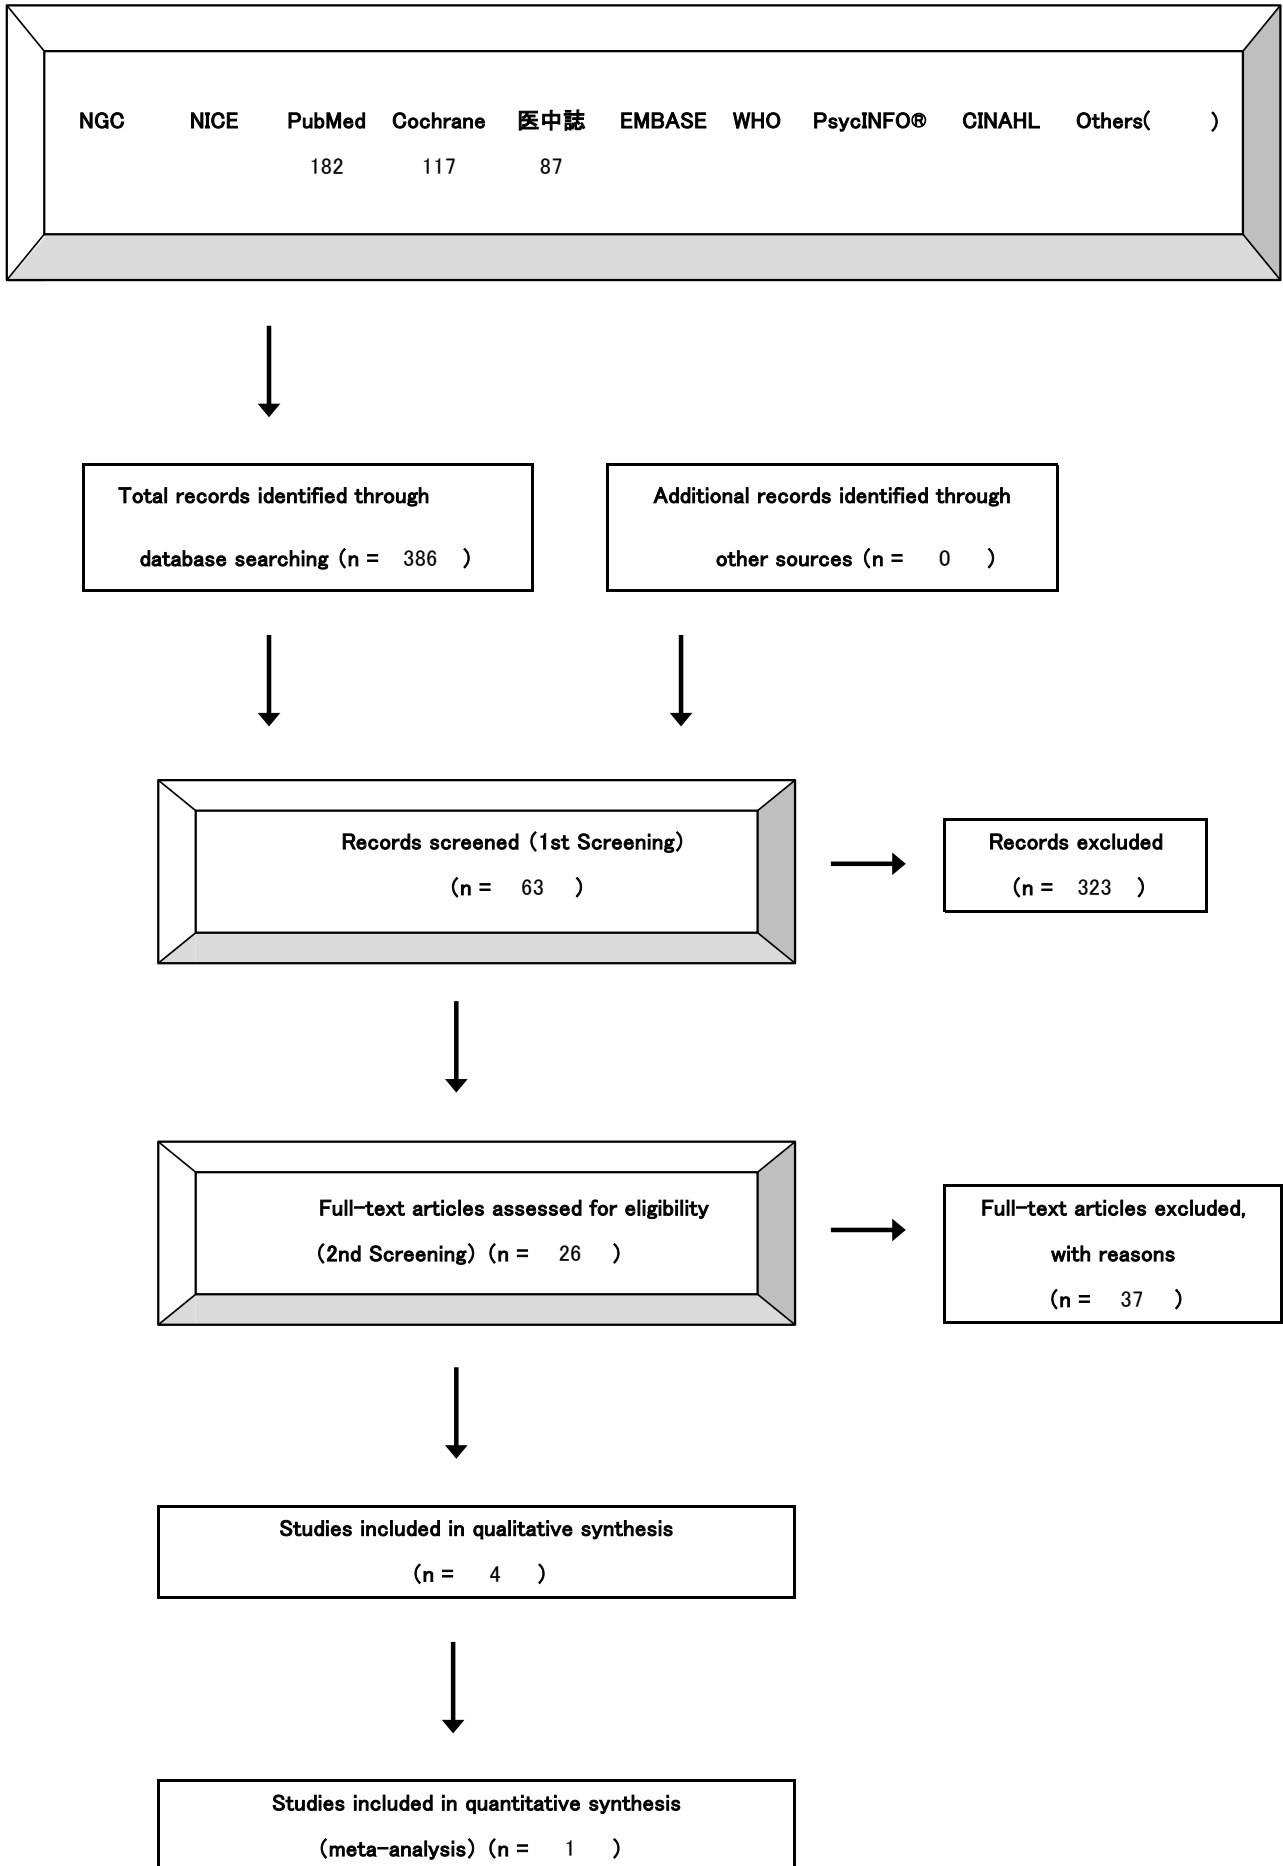 NGC NICE PubMed Cochrane 医中誌 EMBASE WHO PsycINFO® CINAHL Others( )
182 117 87
Total records identified through
database searching (n = 386 )
Additional records identified through
other sources (n = 0 )
Records screened (1st Screening)
(n = 63 )
Records excluded
(n = 323 )
Full-text articles assessed for eligibility
(2nd Screening) (n = 26 )
Full-text articles excluded,
with reasons
(n = 37 )
Studies included in qualitative synthesis
(n = 4 )
Studies included in quantitative synthesis
(meta-analysis) (n = 1 )